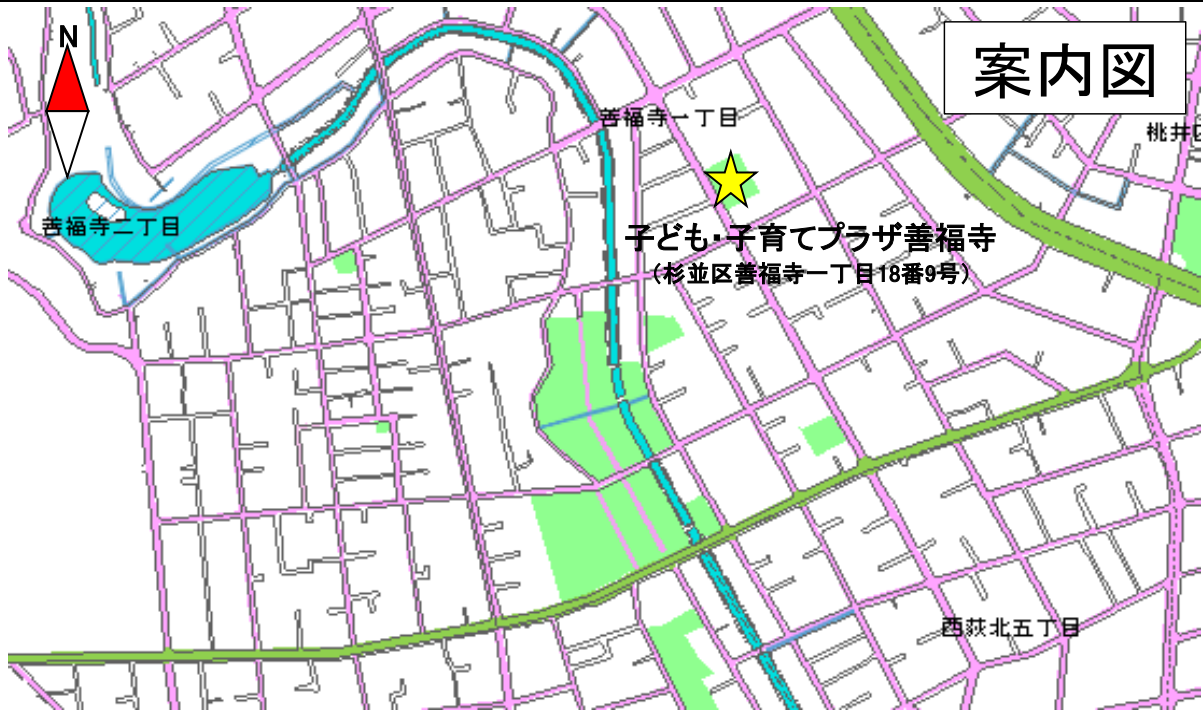 N
案内図
善福寺一丁目
桃井
善福寺二丁目
子ども・子育てプラザ善福寺
（杉並区善福寺一丁目18番9号）
西荻北五丁目